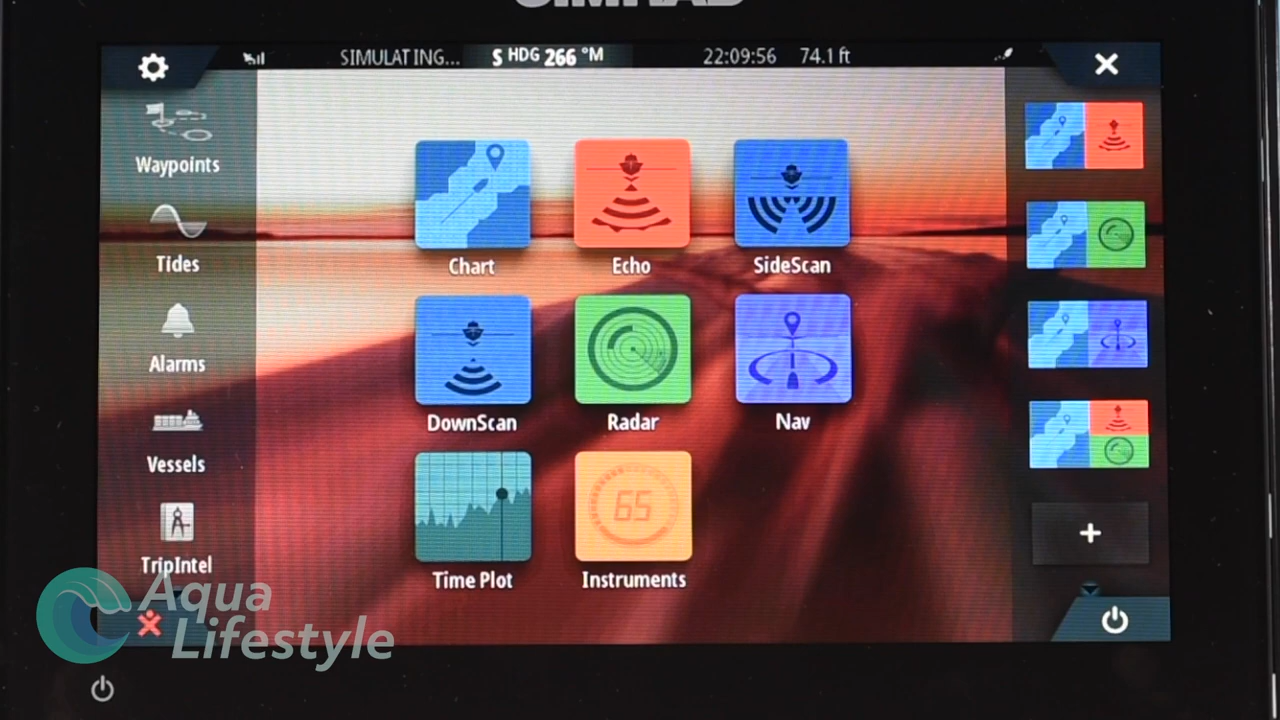 SIMRAD
SIMULATING... S HDG 266 °M 22:09:56 74.1 ft
Waypoints
Tides
Alarms
Vessels
TripIntel
Chart Echo SideScan
DownScan Radar Nav
65
Time Plot Instruments
Aqua
Lifestyle